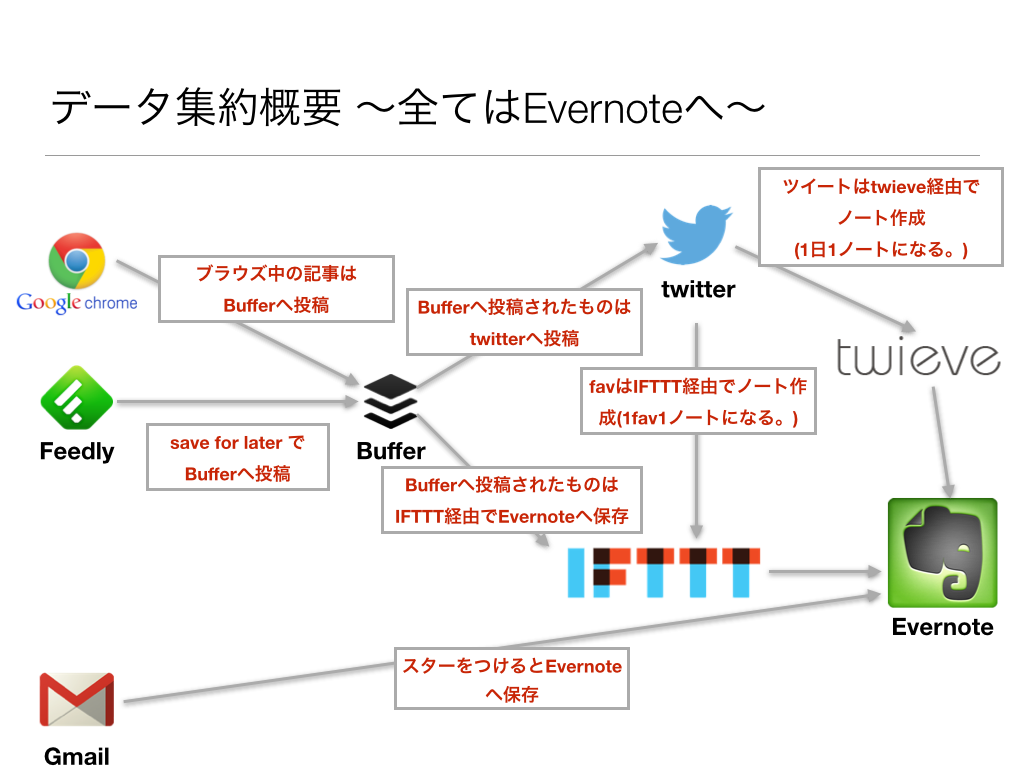 データ集約概要 〜全てはEvernoteへ〜
ツイートはtwieve経由で
ノート作成
(1日1ノートになる。)
Google chrome
ブラウズ中の記事は
Bufferへ投稿
Bufferへ投稿されたものは
twitterへ投稿
twitter
twieve
Feedly
save for later で
Bufferへ投稿
Buffer
favはIFTTT経由でノート作
成(1fav1ノートになる。)
Bufferへ投稿されたものは
IFTTT経由でEvernoteへ保存
IFTTT
Evernote
スターをつけるとEvernote
へ保存
Gmail